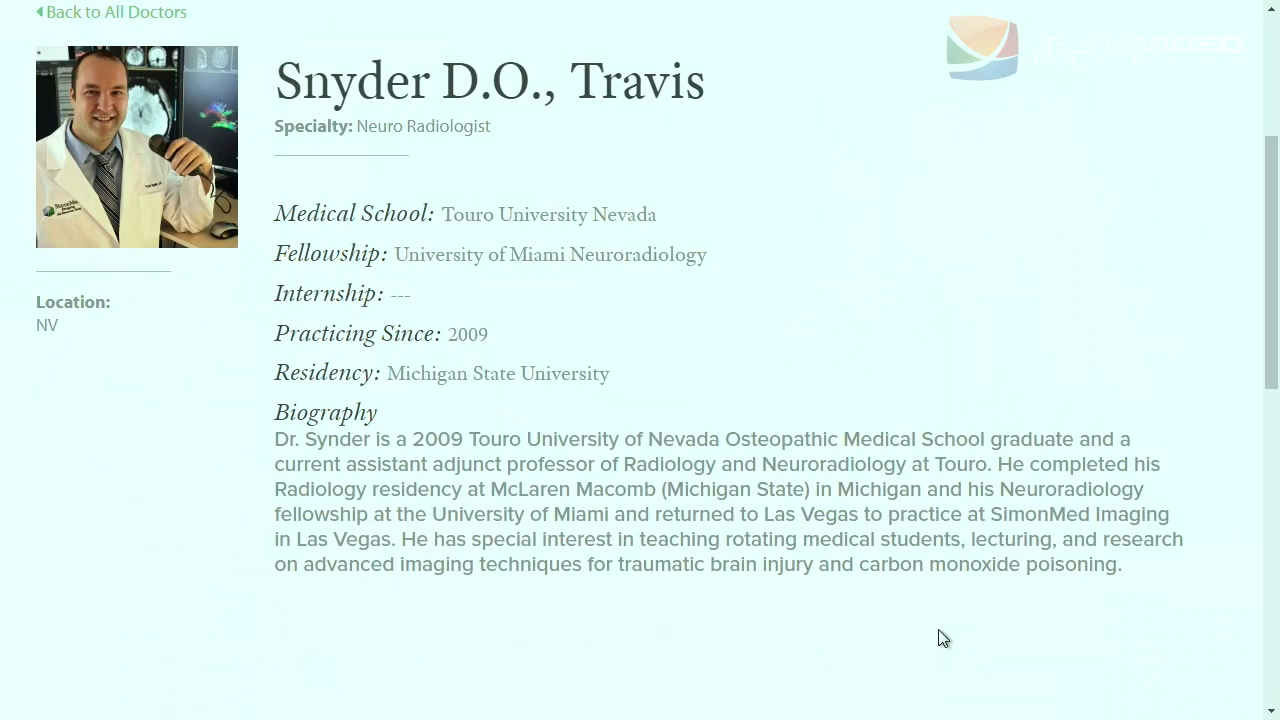 Back to All Doctors
Snyder D.O., Travis
Specialty: Neuro Radiologist
Medical School: Touro University Nevada
Fellowship: University of Miami Neuroradiology
Internship: ---
Location:
NV
Practicing Since: 2009
Residency: Michigan State University
Biography
Dr. Synder is a 2009 Touro University of Nevada Osteopathic Medical School graduate and a
current assistant adjunct professor of Radiology and Neuroradiology at Touro. He completed his
Radiology residency at McLaren Macomb (Michigan State) in Michigan and his Neuroradiology
fellowship at the University of Miami and returned to Las Vegas to practice at SimonMed Imaging
in Las Vegas. He has special interest in teaching rotating medical students, lecturing, and research
on advanced imaging techniques for traumatic brain injury and carbon monoxide poisoning.